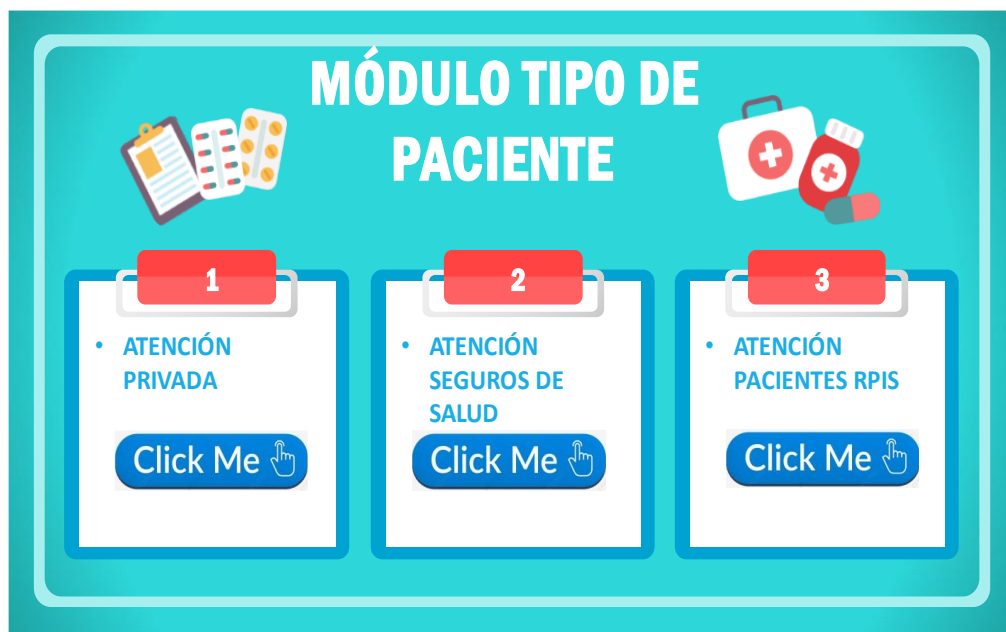 MÓDULO TIPO DE
PACIENTE
1
• ATENCIÓN
PRIVADA
Click Me
2
• ATENCIÓN
SEGUROS DE
SALUD
Click Me
3
• ATENCIÓN
PACIENTES RPIS
Click Me